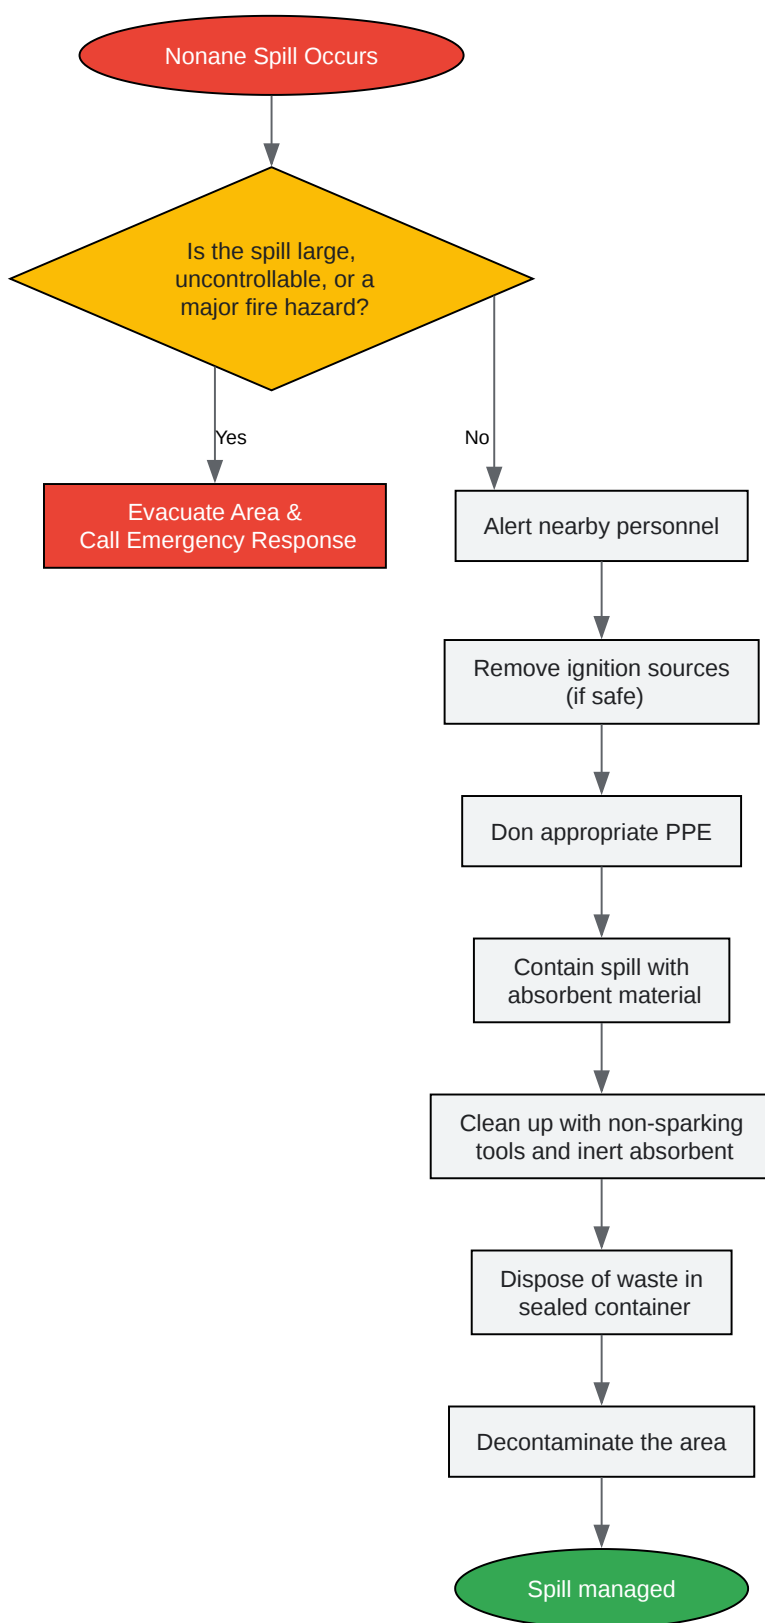 Nonane Spill Occurs
Is the spill large,
uncontrollable, or a
major fire hazard?
Yes
No
Evacuate Area &
Call Emergency Response
Alert nearby personnel
Remove ignition sources
(if safe)
Don appropriate PPE
Contain spill with
absorbent material
Clean up with non-sparking
tools and inert absorbent
Dispose of waste in
sealed container
Decontaminate the area
Spill managed